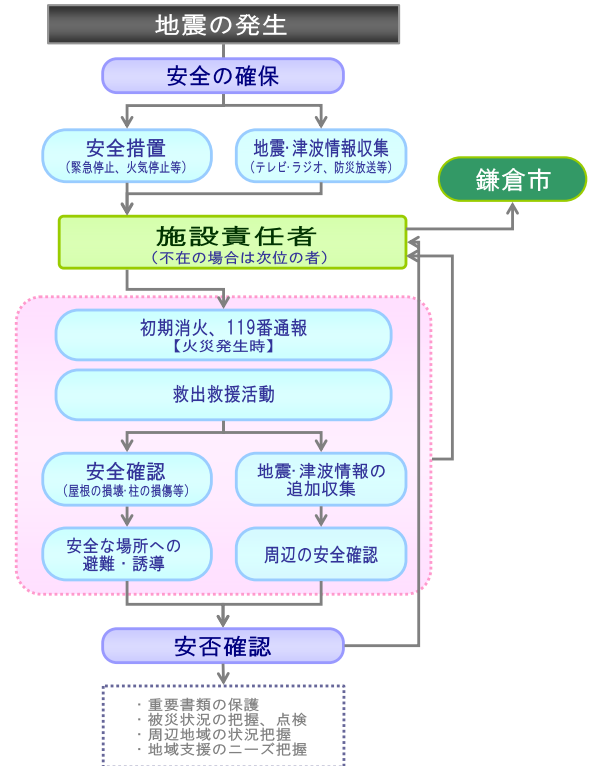 地震の発生
安全の確保
安全措置
（緊急停止、火気停止等）
地震・津波情報収集
（テレビ・ラジオ、防災放送等）
鎌倉市
施設責任者
（不在の場合は次位の者）
初期消火、119番通報
【火災発生時】
救出救援活動
安全確認
（屋根の損壊・柱の損傷等）
地震・津波情報の
追加収集
安全な場所への
避難・誘導
周辺の安全確認
安否確認
・重要書類の保護
・被災状況の把握、点検
・周辺地域の状況把握
・地域支援のニーズ把握